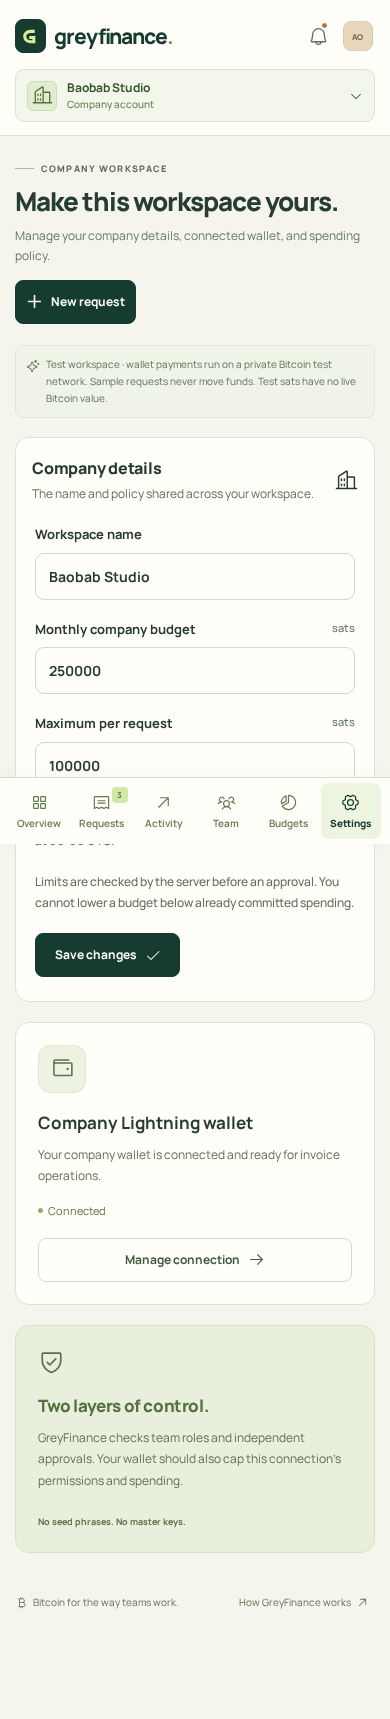 G greyfinance.
AO
Baobab Studio
Company account
COMPANY WORKSPACE
Make this workspace yours.
Manage your company details, connected wallet, and spending
policy.
New request
Test workspace · wallet payments run on a private Bitcoin test
network. Sample requests never move funds. Test sats have no live
Bitcoin value.
Company details
The name and policy shared across your workspace.
Workspace name
Baobab Studio
Monthly company budget sats
250000
Maximum per request sats
100000
3
Overview Requests Activity Team Budgets Settings
Limits are checked by the server before an approval. You
cannot lower a budget below already committed spending.
Save changes
Company Lightning wallet
Your company wallet is connected and ready for invoice
operations.
Connected
Manage connection
Two layers of control.
GreyFinance checks team roles and independent
approvals. Your wallet should also cap this connection's
permissions and spending.
No seed phrases. No master keys.
Bitcoin for the way teams work. How GreyFinance works